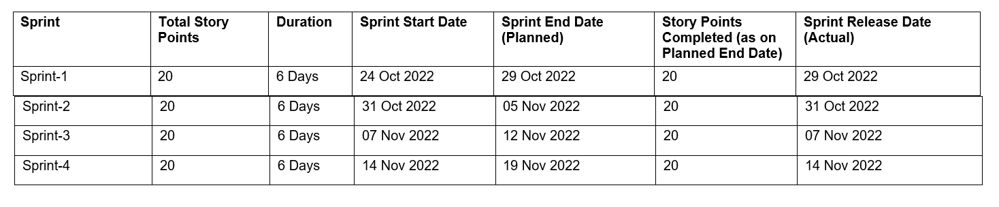 Sprint Total Story Points Duration Sprint Start Date Sprint End Date (Planned) Story Points Completed (as on Planned End Date) Sprint Release Date (Actual)
Sprint-1 20 6 Days 24 Oct 2022 29 Oct 2022 20 29 Oct 2022
Sprint-2 20 6 Days 31 Oct 2022 05 Nov 2022 20 31 Oct 2022
Sprint-3 20 6 Days 07 Nov 2022 12 Nov 2022 20 07 Nov 2022
Sprint-4 20 6 Days 14 Nov 2022 19 Nov 2022 20 14 Nov 2022